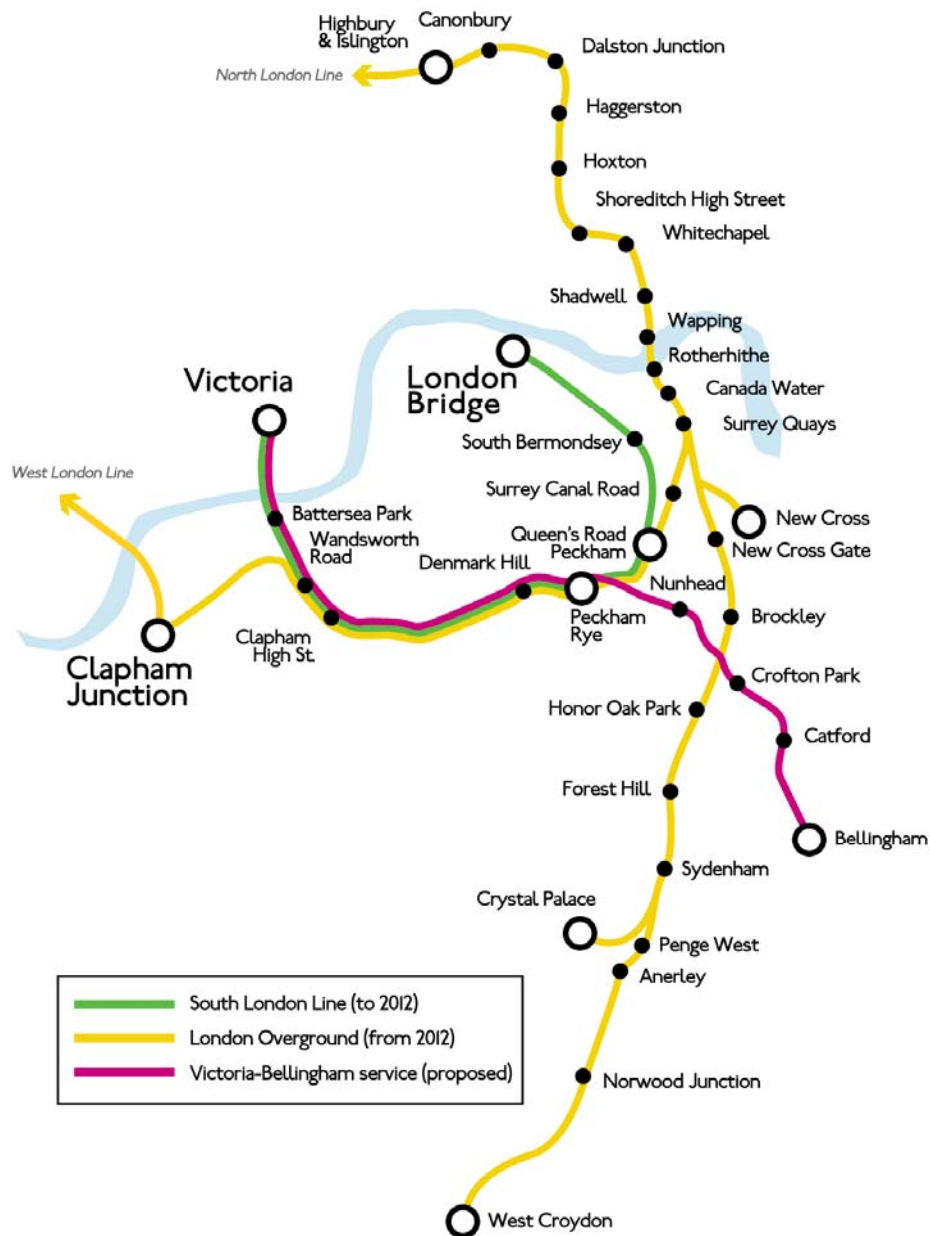 Highbury
& Islington
Canonbury
Dalston Junction
North London Line
Haggerston
Hoxton
Shoreditch High Street
Whitechapel
Shadwell
Wapping
Rotherhithe
Victoria
London
Bridge
Canada Water
Surrey Quays
South Bermondsey
West London Line
Surrey Canal Road
Battersea Park
Wandsworth
Road
Queen's Road
Peckham
New Cross
New Cross Gate
Denmark Hill
Nunhead
Peckham
Rye
Brockley
Clapham
High St.
Clapham
Junction
Crofton Park
Honor Oak Park
Catford
Forest Hill
Bellingham
Sydenham
Crystal Palace
Penge West
Anerley
South London Line (to 2012)
London Overground (from 2012)
Victoria-Bellingham service (proposed)
Norwood Junction
West Croydon